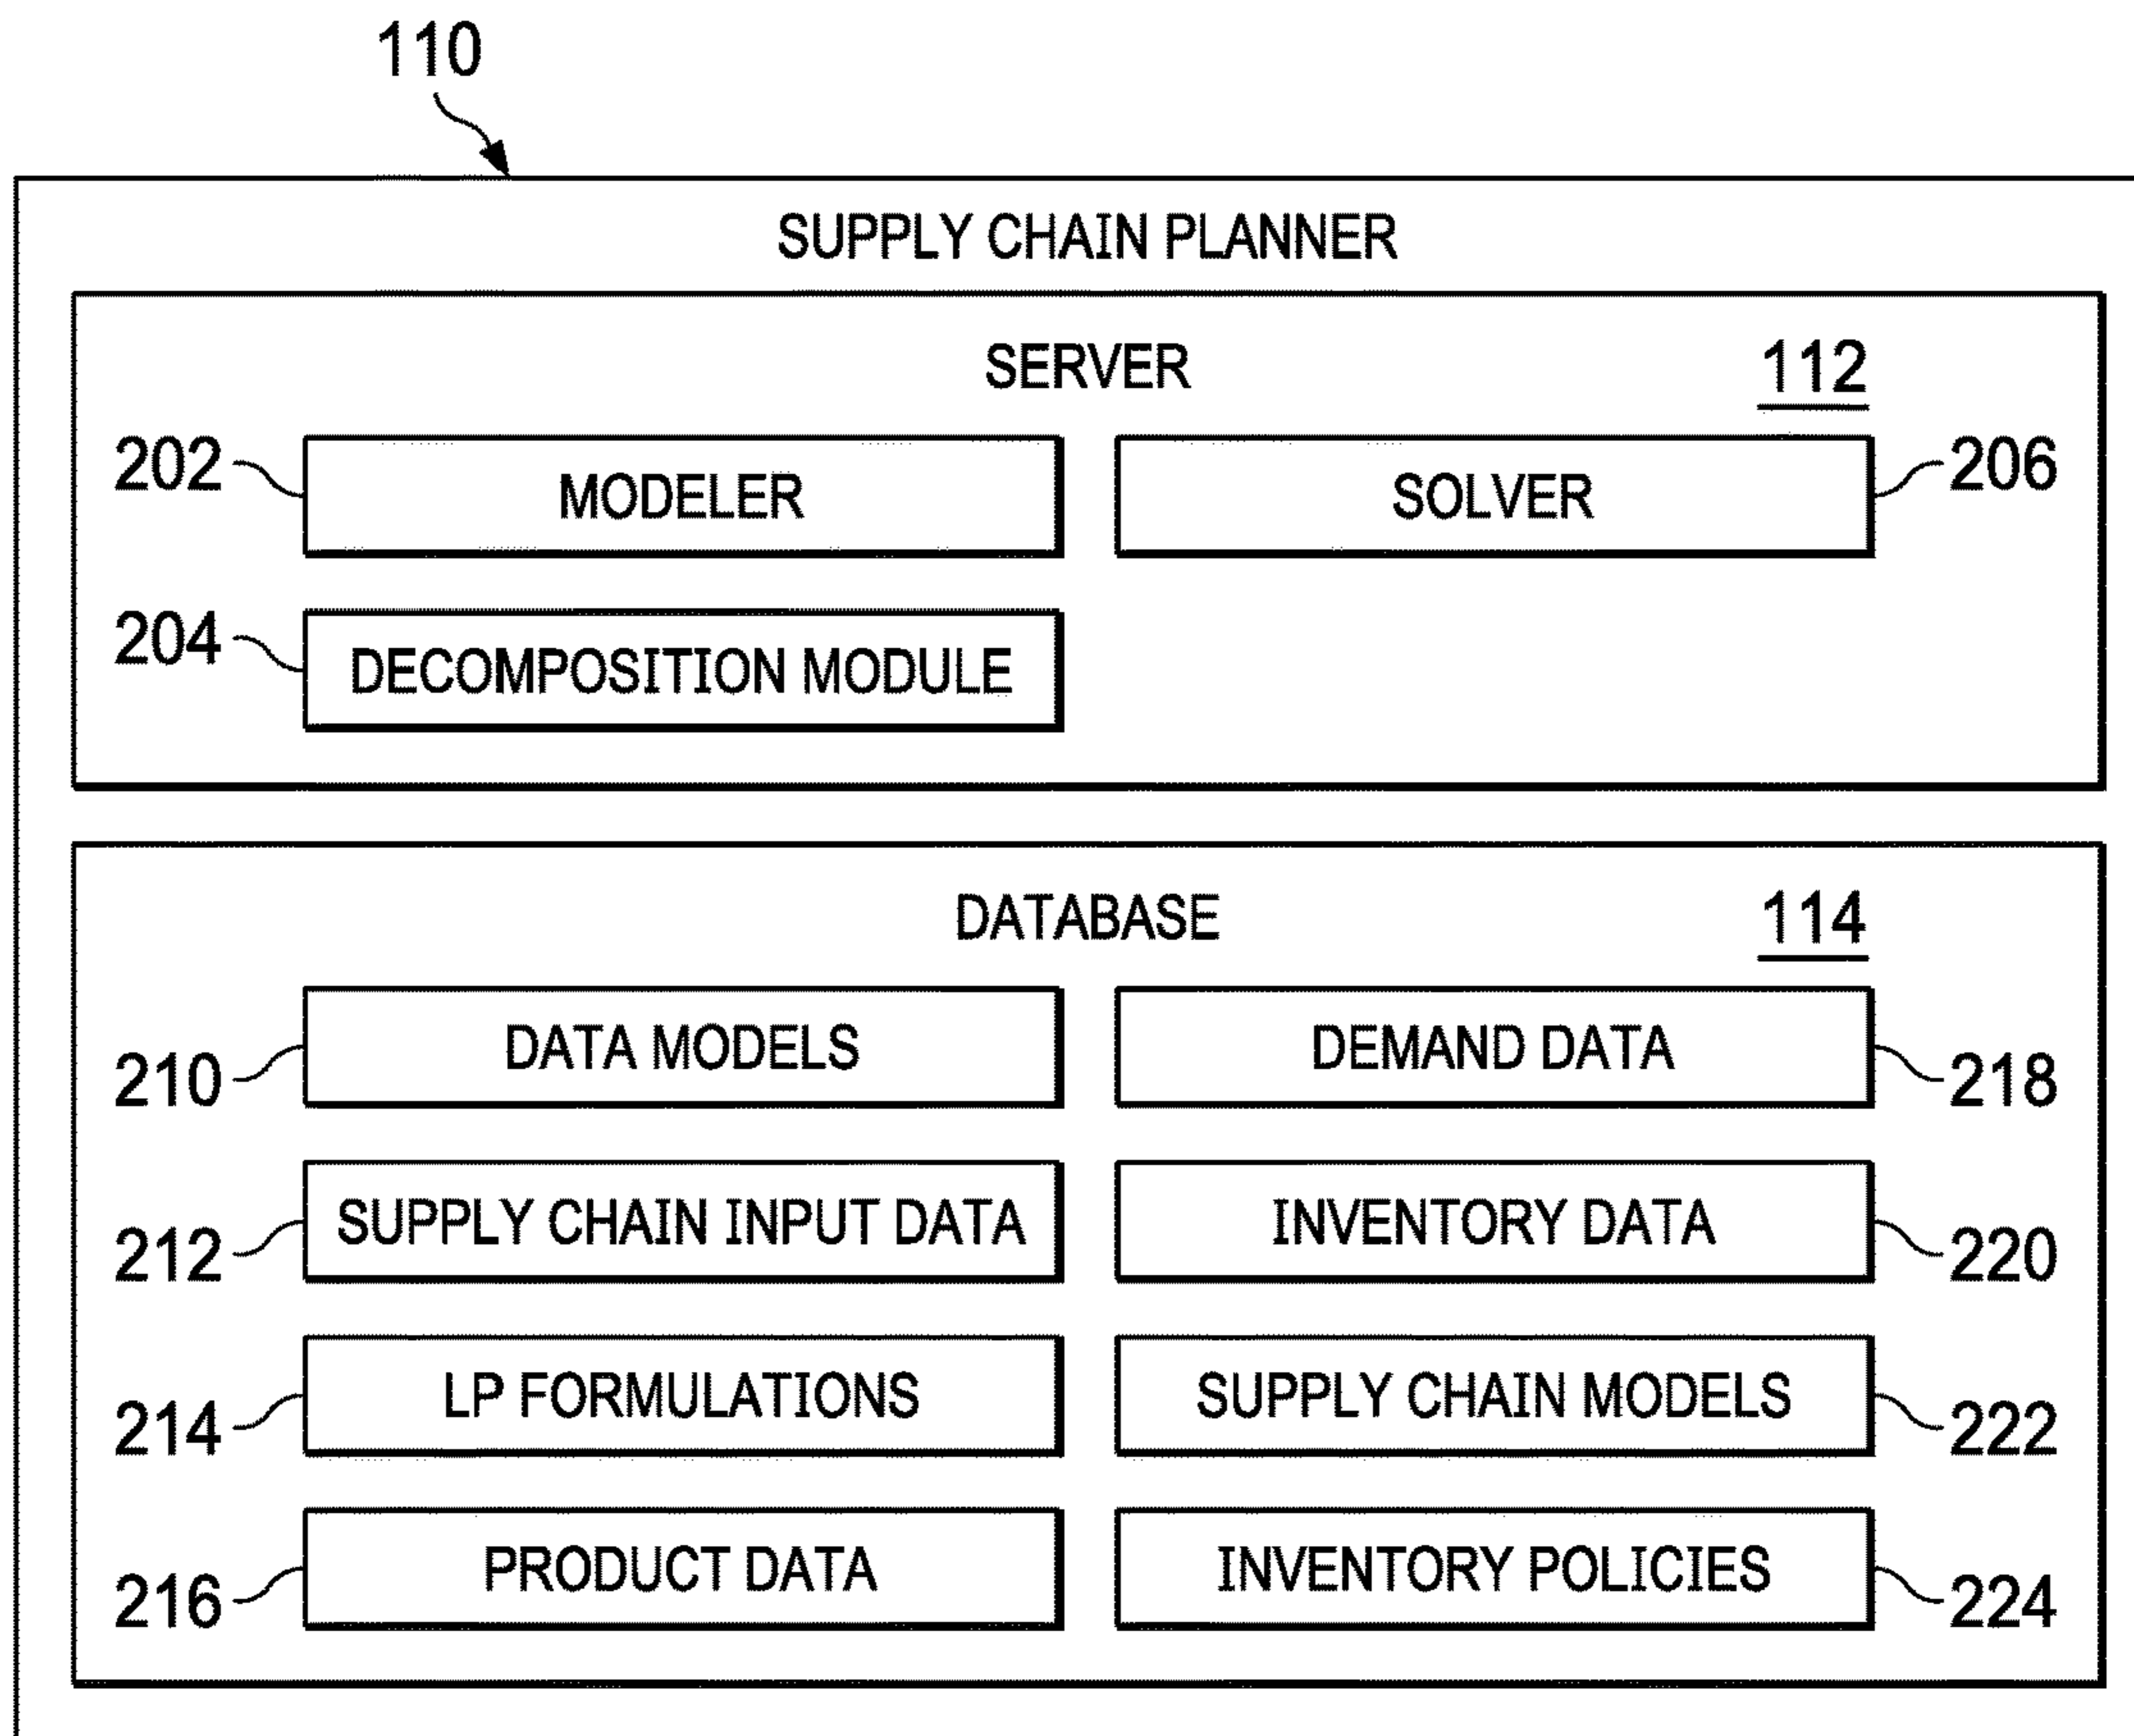 110
SUPPLY CHAIN PLANNER
SERVER 112
202 MODELER SOLVER 206
204 DECOMPOSITION MODULE
DATABASE 114
210 DATA MODELS DEMAND DATA 218
212 SUPPLY CHAIN INPUT DATA INVENTORY DATA 220
214 LP FORMULATIONS SUPPLY CHAIN MODELS 222
216 PRODUCT DATA INVENTORY POLICIES 224